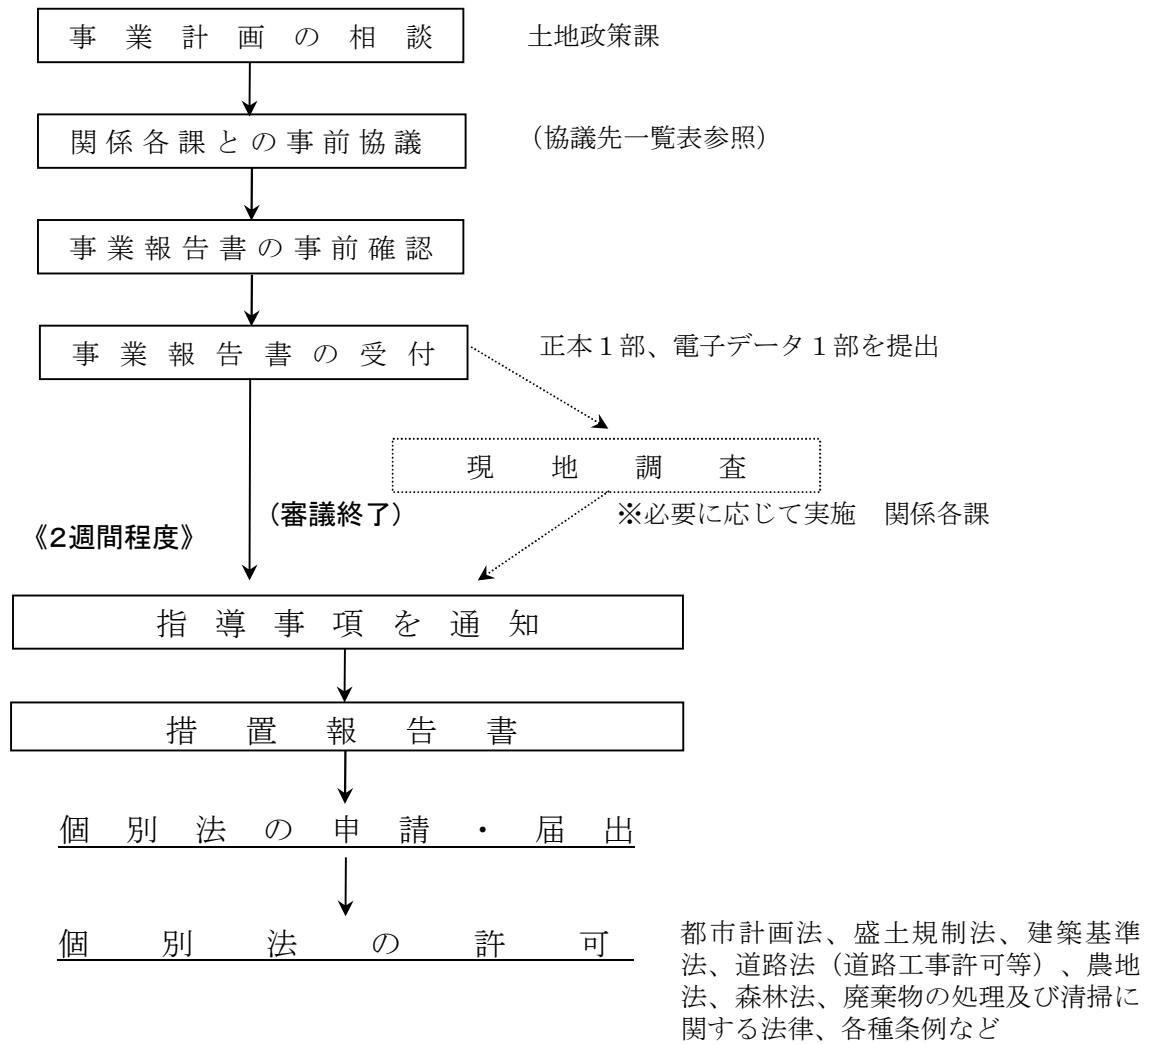 事業計画の相談
土地政策課
関係各課との事前協議
（協議先一覧表参照）
事業報告書の事前確認
事業報告書の受付
正本１部、電子データ１部を提出
現地調査
（審議終了）
※必要に応じて実施　関係各課
《2週間程度》
指導事項を通知
措置報告書
個別法の申請・届出
個別法の許可
都市計画法、盛土規制法、建築基準
法、道路法（道路工事許可等）、農地
法、森林法、廃棄物の処理及び清掃に
関する法律、各種条例など